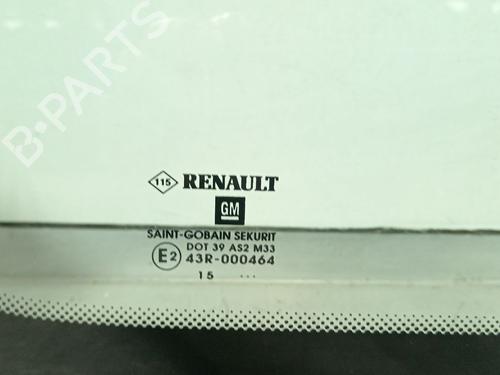 B-PARTS
115 RENAULT
GM
SAINT-GOBAIN SEKURIT
DOT 39 AS2 M33
E2 43R-000464
15 ...